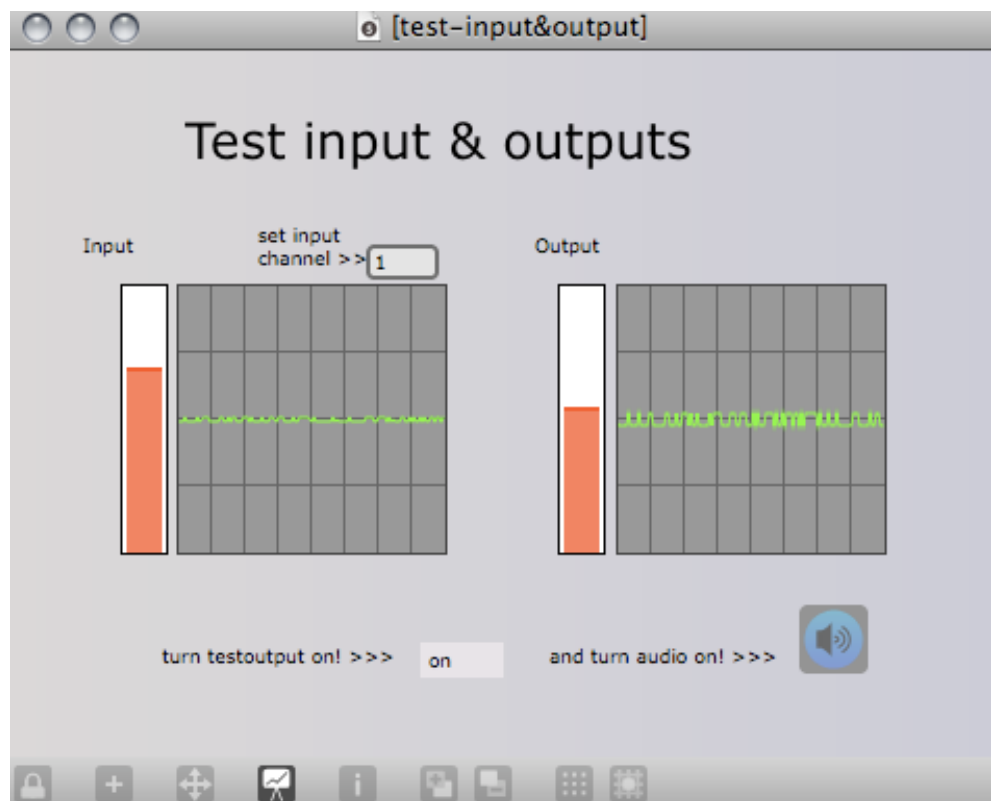 [test-input&output]
Test input & outputs
Input
set input
channel >>
1
Output
turn testoutput on! >>>
on
and turn audio on! >>>